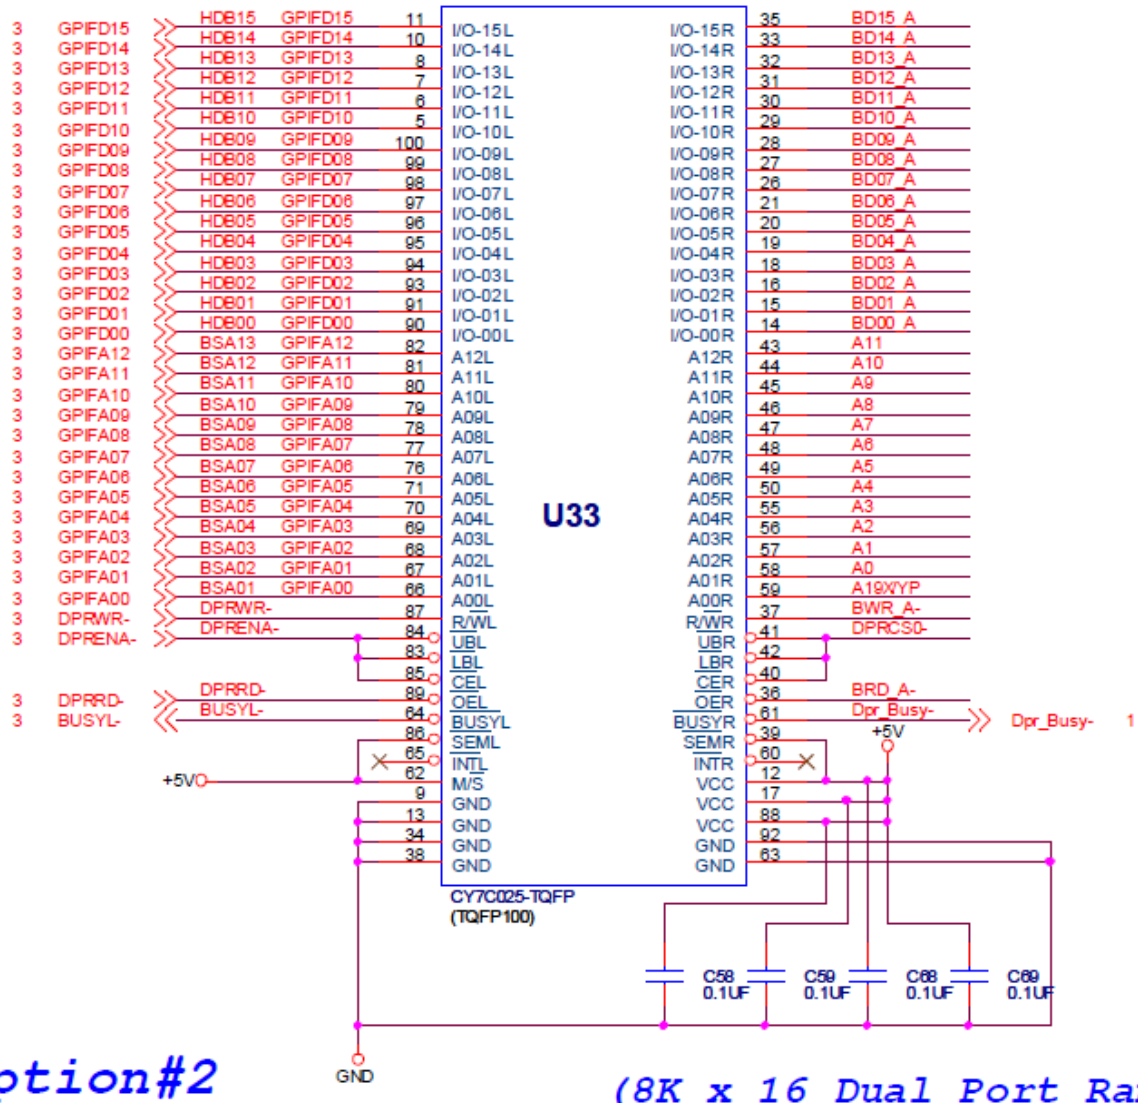 3 GPIFD15 HDB15 GPIFD15 11 I/O-15L I/O-15R 35 BD15_A
3 GPIFD14 HDB14 GPIFD14 10 I/O-14L I/O-14R 33 BD14_A
3 GPIFD13 HDB13 GPIFD13 8 I/O-13L I/O-13R 32 BD13_A
3 GPIFD12 HDB12 GPIFD12 7 I/O-12L I/O-12R 31 BD12_A
3 GPIFD11 HDB11 GPIFD11 6 I/O-11L I/O-11R 30 BD11_A
3 GPIFD10 HDB10 GPIFD10 5 I/O-10L I/O-10R 29 BD10_A
3 GPIFD09 HDB09 GPIFD09 100 I/O-09L I/O-09R 28 BD09_A
3 GPIFD08 HDB08 GPIFD08 99 I/O-08L I/O-08R 27 BD08_A
3 GPIFD07 HDB07 GPIFD07 98 I/O-07L I/O-07R 26 BD07_A
3 GPIFD06 HDB06 GPIFD06 97 I/O-06L I/O-06R 21 BD06_A
3 GPIFD05 HDB05 GPIFD05 96 I/O-05L I/O-05R 20 BD05_A
3 GPIFD04 HDB04 GPIFD04 95 I/O-04L I/O-04R 19 BD04_A
3 GPIFD03 HDB03 GPIFD03 94 I/O-03L I/O-03R 18 BD03_A
3 GPIFD02 HDB02 GPIFD02 93 I/O-02L I/O-02R 16 BD02_A
3 GPIFD01 HDB01 GPIFD01 91 I/O-01L I/O-01R 15 BD01_A
3 GPIFD00 HDB00 GPIFD00 90 I/O-00L I/O-00R 14 BD00_A
3 GPIFA12 BSA13 GPIFA12 82 A12L A12R 43 A11
3 GPIFA11 BSA12 GPIFA11 81 A11L A11R 44 A10
3 GPIFA10 BSA11 GPIFA10 80 A10L A10R 45 A9
3 GPIFA09 BSA10 GPIFA09 79 A09L A09R 46 A8
3 GPIFA08 BSA09 GPIFA08 78 A08L A08R 47 A7
3 GPIFA07 BSA08 GPIFA07 77 A07L A07R 48 A6
3 GPIFA06 BSA07 GPIFA06 76 A06L A06R 49 A5
3 GPIFA05 BSA06 GPIFA05 71 A05L A05R 50 A4
3 GPIFA04 BSA05 GPIFA04 70 A04L A04R 55 A3
3 GPIFA03 BSA04 GPIFA03 69 A03L A03R 56 A2
3 GPIFA02 BSA03 GPIFA02 68 A02L A02R 57 A1
3 GPIFA01 BSA02 GPIFA01 67 A01L A01R 58 A0
3 GPIFA00 BSA01 GPIFA00 66 A00L A00R 59 A19X/YP
3 DPRWR- DPRWR- 87 R/WL R/WR 37 BWR_A-
3 DPRENA- DPRENA- 84 UBL UBR 41 DPRCS0-
83 LBL LBR 42
85 CEL CER 40
3 DPRRD- DPRRD- 89 OEL OER 36 BRD_A-
3 BUSYL- BUSYL- 64 BUSYL BUSYR 61 Dpr_Busy- Dpr_Busy- 1
86 SEML SEMR 39 +5V
65 INTL INTR 60
+5V 62 M/S VCC 12
9 GND VCC 17
13 GND VCC 88
34 GND GND 92
38 GND GND 63
U33
CY7C025-TQFP
(TQFP100)
C58 C59 C68 C69
0.1UF 0.1UF 0.1UF 0.1UF
GND
ption#2 (8K x 16 Dual Port Ra